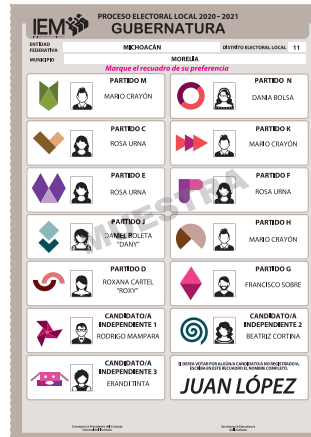 IEM
PROCESO ELECTORAL LOCAL 2020-2021
GUBERNATURA
ENTIDAD FEDERATIVA MICHOACÁN DISTRITO ELECTORAL LOCAL 11
MUNICIPIO MORELIA
Marque el recuadro de su preferencia
PARTIDO M
MARIO CRAYÓN
PARTIDO N
DANIA BOLSA
PARTIDO C
ROSA URNA
PARTIDO K
MARIO CRAYÓN
PARTIDO E
ROSA URNA
PARTIDO F
ROSA URNA
PARTIDO J
DANIEL BOLETA
"DANY"
PARTIDO H
MARIO CRAYÓN
PARTIDO D
ROXANA CARTEL
"ROXY"
PARTIDO G
FRANCISCO SOBRE
CANDIDATO/A
INDEPENDIENTE 1
RODRIGO MAMPARA
CANDIDATO/A
INDEPENDIENTE 2
BEATRIZ CORTINA
CANDIDATO/A
INDEPENDIENTE 3
ERANDI TINTA
SI DESEA VOTAR POR ALGÚN/A CANDIDATO/A NO REGISTRADO/A,
ESCRIBA EN ESTE RECUADRO EL NOMBRE COMPLETO.
JUAN LÓPEZ
MUESTRA